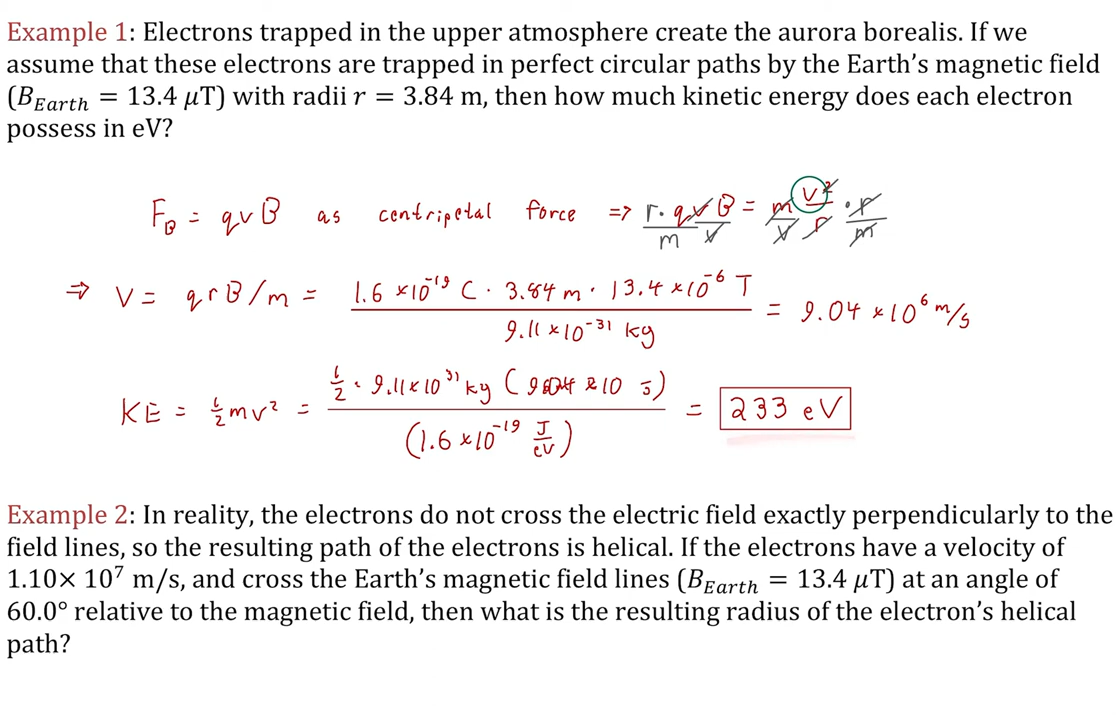 Example 1: Electrons trapped in the upper atmosphere create the aurora borealis. If we
assume that these electrons are trapped in perfect circular paths by the Earth's magnetic field
(B_Earth = 13.4 μT) with radii r = 3.84 m, then how much kinetic energy does each electron
possess in eV?
F_B = qvB as centripetal force ⇒ r · qvB / m v = m v² / v r · r / m
⇒ V = qrB/m = 1.6 × 10⁻¹⁹ C · 3.84 m · 13.4 × 10⁻⁶ T / 9.11 × 10⁻³¹ kg = 9.04 × 10⁶ m/s
KE = ½mv² = ½ · 9.11 × 10³¹ kg ( ) / (1.6 × 10⁻¹⁹ J/eV) = 233 eV
Example 2: In reality, the electrons do not cross the electric field exactly perpendicularly to the
field lines, so the resulting path of the electrons is helical. If the electrons have a velocity of
1.10× 10⁷ m/s, and cross the Earth's magnetic field lines (B_Earth = 13.4 μT) at an angle of
60.0° relative to the magnetic field, then what is the resulting radius of the electron's helical
path?